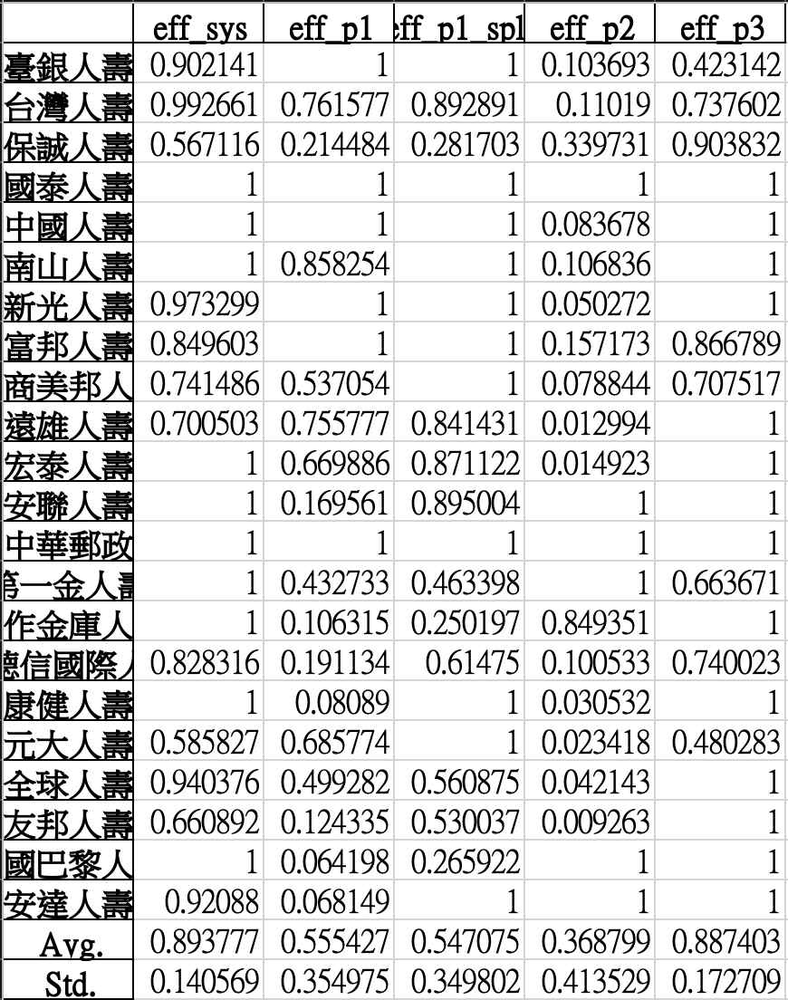 eff_sys eff_p1 eff_p1_spl eff_p2 eff_p3
臺銀人壽 0.902141 1 1 0.103693 0.423142
台灣人壽 0.992661 0.761577 0.892891 0.11019 0.737602
保誠人壽 0.567116 0.214484 0.281703 0.339731 0.903832
國泰人壽 1 1 1 1 1
中國人壽 1 1 1 0.083678 1
南山人壽 1 0.858254 1 0.106836 1
新光人壽 0.973299 1 1 0.050272 1
富邦人壽 0.849603 1 1 0.157173 0.866789
商美邦人 0.741486 0.537054 1 0.078844 0.707517
遠雄人壽 0.700503 0.755777 0.841431 0.012994 1
宏泰人壽 1 0.669886 0.871122 0.014923 1
安聯人壽 1 0.169561 0.895004 1 1
中華郵政 1 1 1 1 1
第一金人壽 1 0.432733 0.463398 1 0.663671
作金庫人 1 0.106315 0.250197 0.849351 1
德信國際人 0.828316 0.191134 0.61475 0.100533 0.740023
康健人壽 1 0.08089 1 0.030532 1
元大人壽 0.585827 0.685774 1 0.023418 0.480283
全球人壽 0.940376 0.499282 0.560875 0.042143 1
友邦人壽 0.660892 0.124335 0.530037 0.009263 1
國巴黎人 1 0.064198 0.265922 1 1
安達人壽 0.92088 0.068149 1 1 1
Avg. 0.893777 0.555427 0.547075 0.368799 0.887403
Std. 0.140569 0.354975 0.349802 0.413529 0.172709